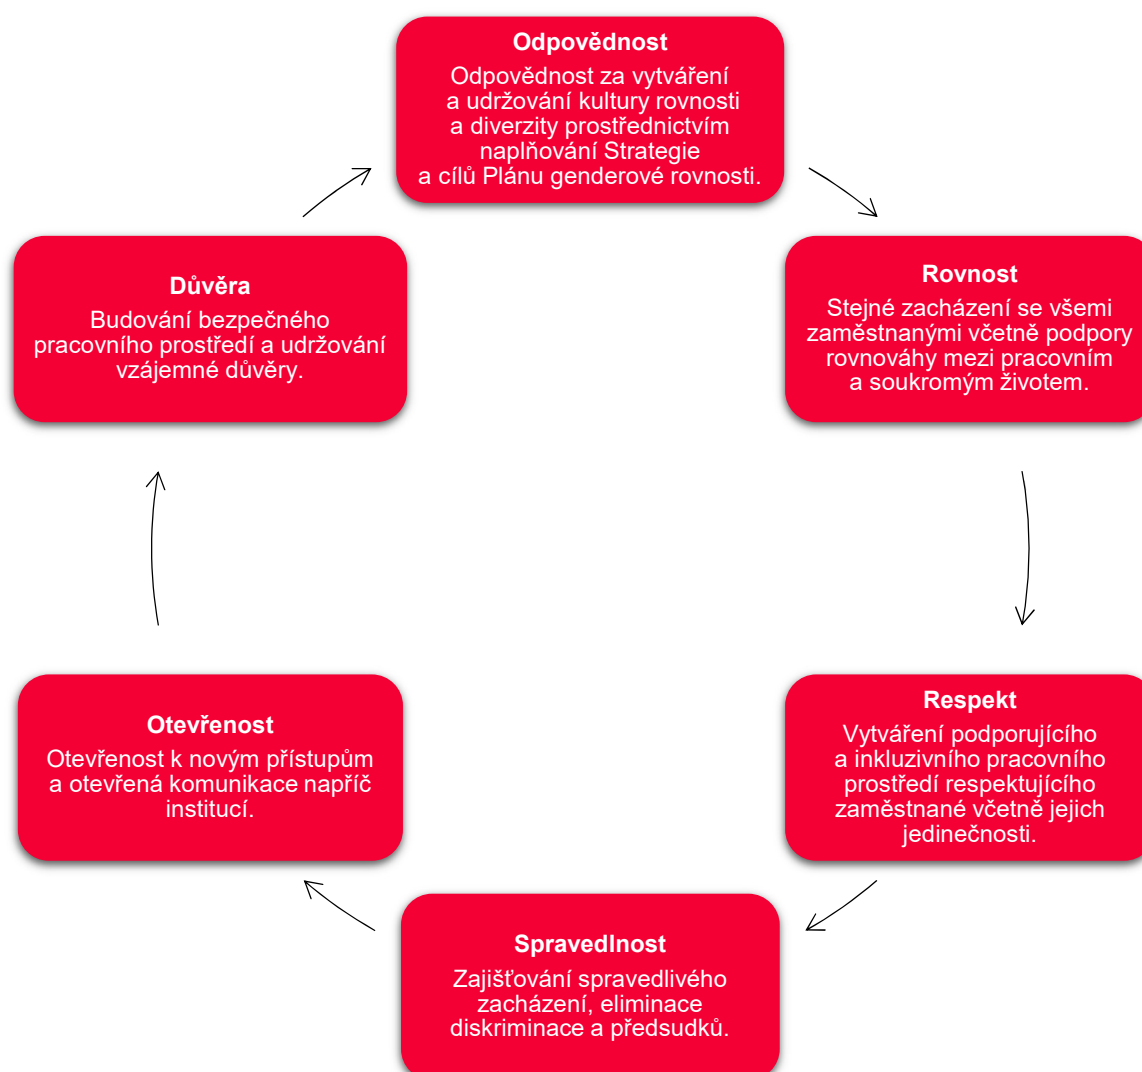 Odpovědnost
Odpovědnost za vytváření
a udržování kultury rovnosti
a diverzity prostřednictvím
naplňování Strategie
a cílů Plánu genderové rovnosti.
Rovnost
Stejné zacházení se všemi
zaměstnanými včetně podpory
rovnováhy mezi pracovním
a soukromým životem.
Respekt
Vytváření podporujícího
a inkluzivního pracovního
prostředí respektujícího
zaměstnané včetně jejich
jedinečnosti.
Spravedlnost
Zajišťování spravedlivého
zacházení, eliminace
diskriminace a předsudků.
Otevřenost
Otevřenost k novým přístupům
a otevřená komunikace napříč
institucí.
Důvěra
Budování bezpečného
pracovního prostředí a udržování
vzájemné důvěry.